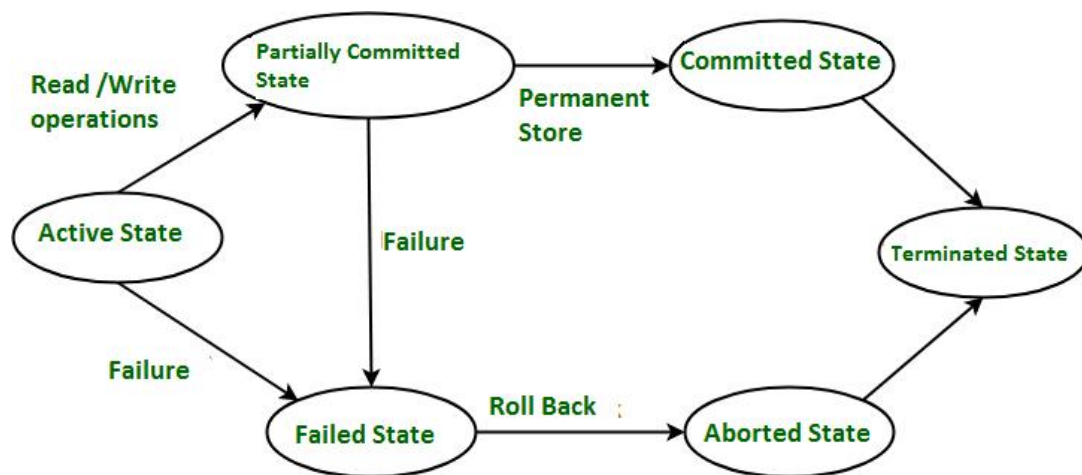 Partially Committed
State
Committed State
Read /Write
operations
Permanent
Store
Active State
Failure
Terminated State
Failure
Roll Back
Failed State
Aborted State